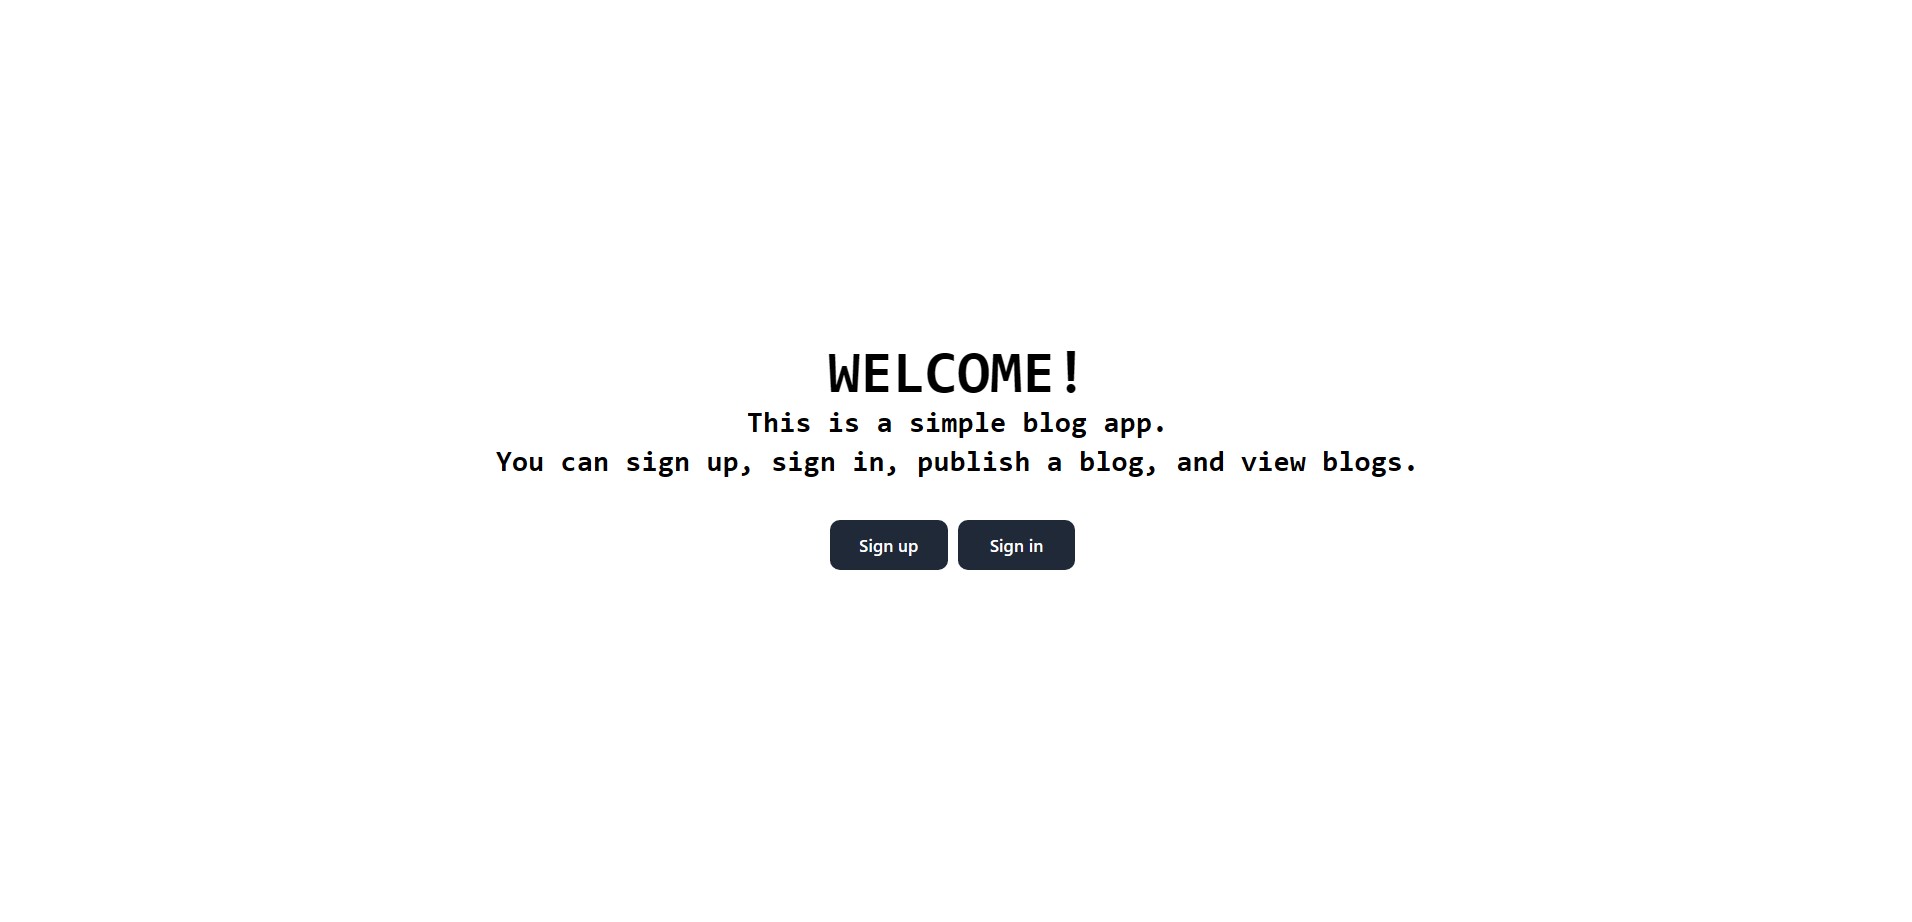 WELCOME!
This is a simple blog app.
You can sign up, sign in, publish a blog, and view blogs.
Sign up
Sign in